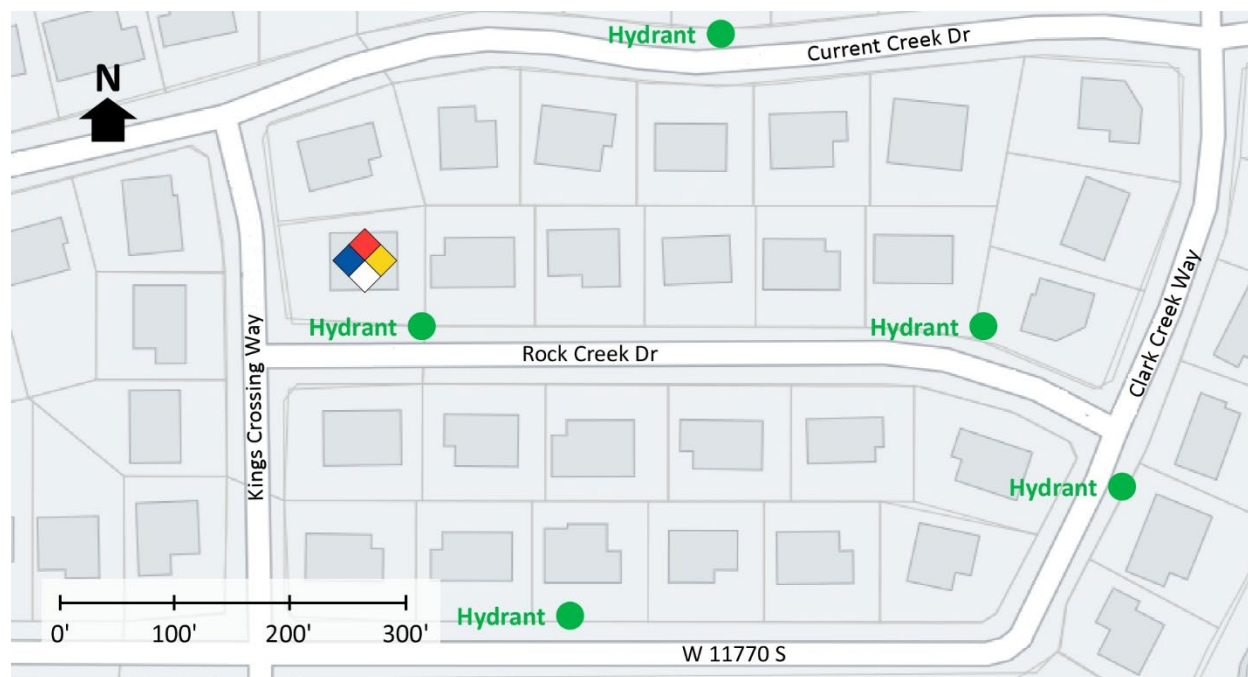 Hydrant
Current Creek Dr
N
Hydrant
Hydrant
Rock Creek Dr
Kings Crossing Way
Clark Creek Way
Hydrant
0' 100' 200' 300'
Hydrant
W 11770 S